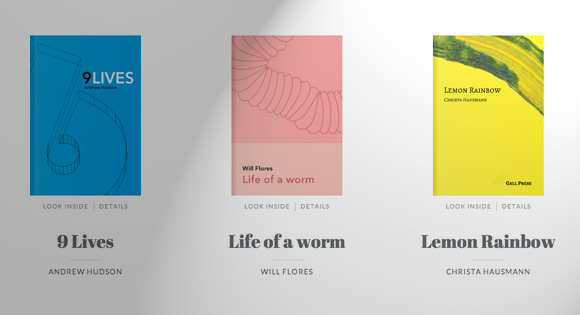 9LIVES
Andrew Hudson
Will Flores
Life of a worm
Lemon Rainbow
Christa Hausmann
Gall Press
LOOK INSIDE | DETAILS
LOOK INSIDE | DETAILS
LOOK INSIDE | DETAILS
9 Lives
Life of a worm
Lemon Rainbow
ANDREW HUDSON
WILL FLORES
CHRISTA HAUSMANN